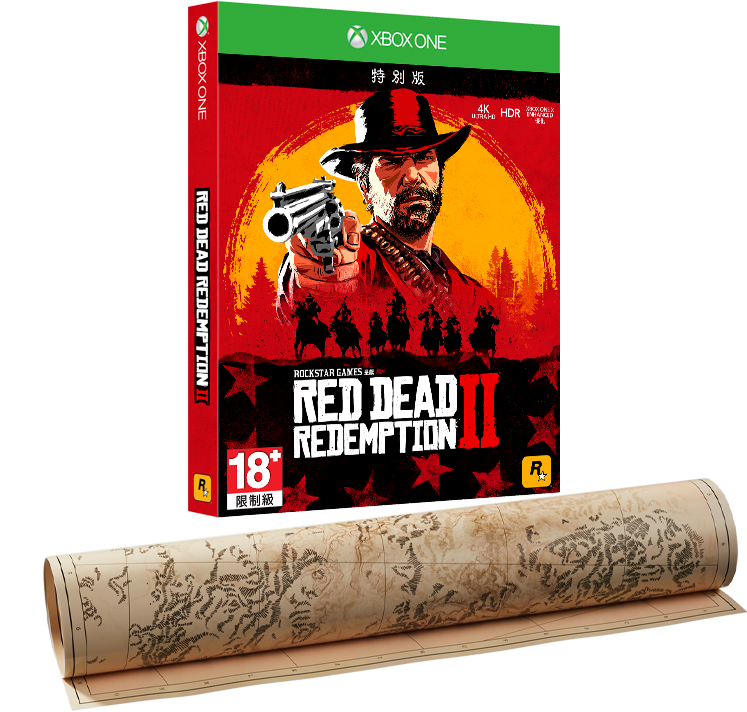 XBOX ONE
XBOX ONE
特別版
4K
ULTRA HD
HDR
XBOX ONE X
ENHANCED
RED DEAD REDEMPTION II
ROCKSTAR GAMES
RED DEAD
REDEMPTION II
18+
限制級
R
R